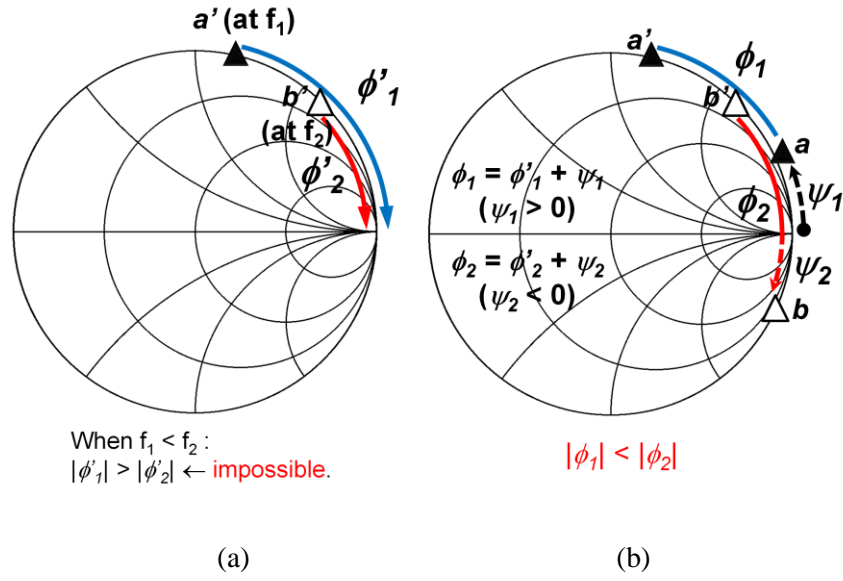 a’ (at f₁)
b’
(at f₂)
ϕ’₁
ϕ’₂
When f₁ < f₂ :
|ϕ’₁| > |ϕ’₂| ← impossible.
(a)
a’
ϕ₁
b’
a
ϕ₁ = ϕ’₁ + ψ₁
(ψ₁ > 0)
ϕ₂
ψ₁
ϕ₂ = ϕ’₂ + ψ₂
(ψ₂ < 0)
ψ₂
b
|ϕ₁| < |ϕ₂|
(b)